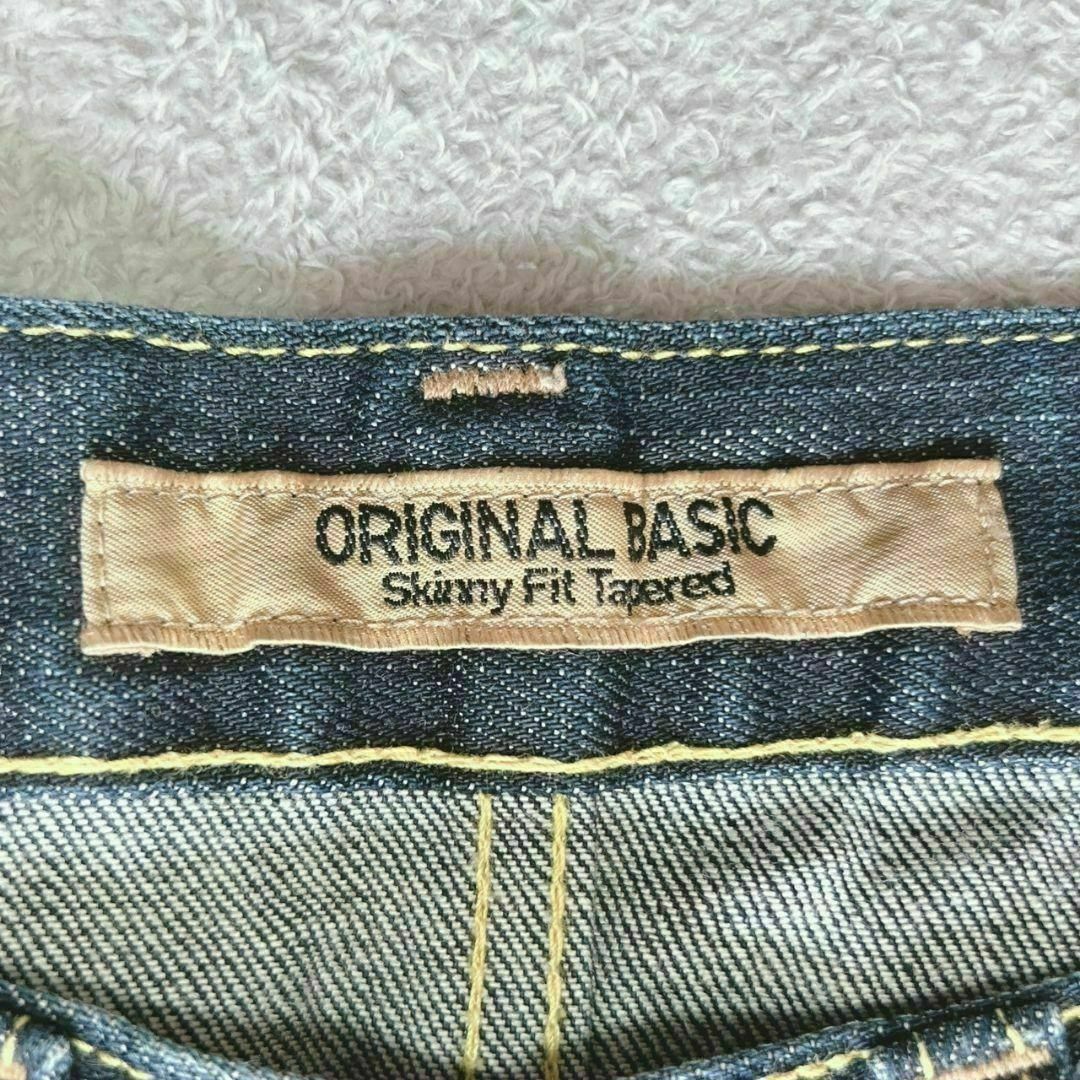 ORIGINAL BASIC
Skinny Fit Tapered